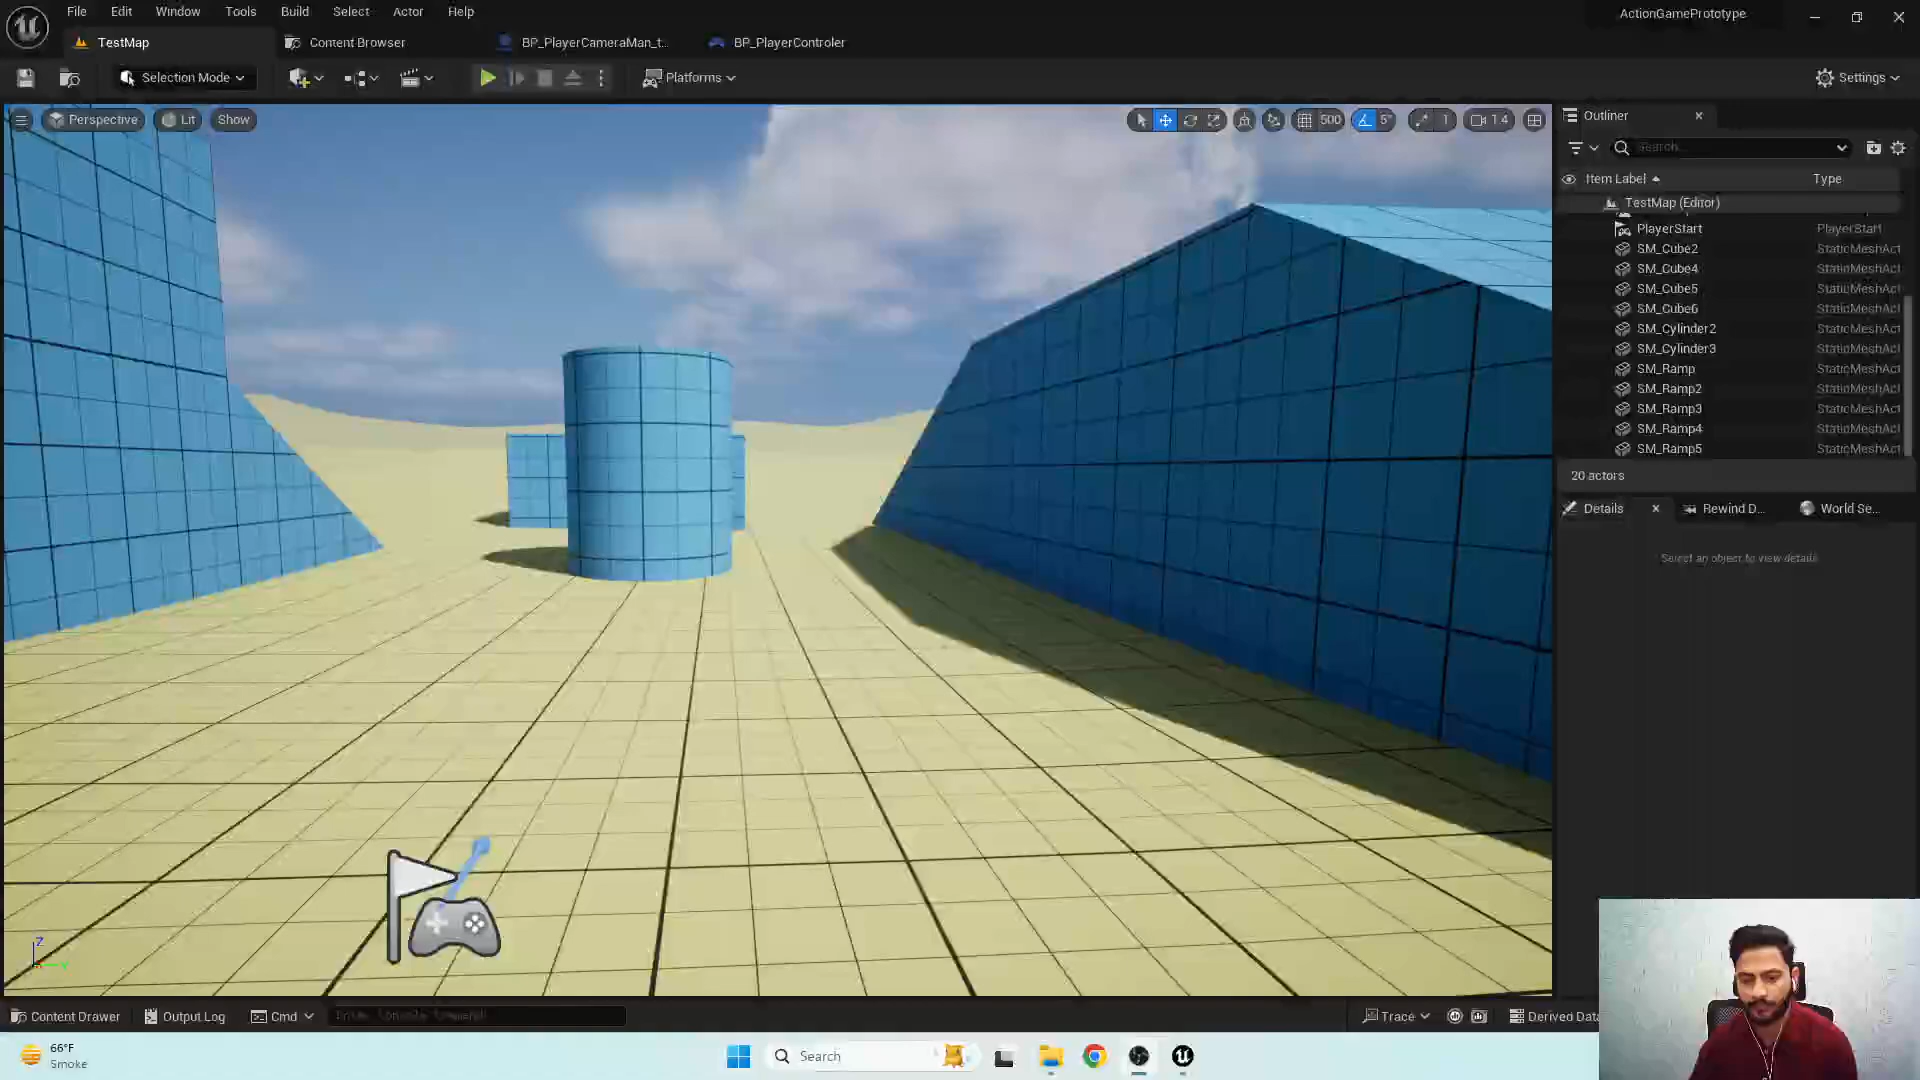 File Edit Window Tools Build Select Actor Help
ActionGamePrototype
TestMap
Content Browser
BP_PlayerCameraMan_t...
BP_PlayerControler
Selection Mode
Platforms
Settings
Perspective
Lit
Show
500
5°
1
1.4
Outliner
Search...
Item Label
Type
TestMap (Editor)
PlayerStart PlayerStart
SM_Cube2 StaticMeshAct
SM_Cube4 StaticMeshAct
SM_Cube5 StaticMeshAct
SM_Cube6 StaticMeshAct
SM_Cylinder2 StaticMeshAct
SM_Cylinder3 StaticMeshAct
SM_Ramp StaticMeshAct
SM_Ramp2 StaticMeshAct
SM_Ramp3 StaticMeshAct
SM_Ramp4 StaticMeshAct
SM_Ramp5 StaticMeshAct
20 actors
Details
Rewind D...
World Se...
Select an object to view details
Z
Y
Content Drawer
Output Log
Cmd
Enter Console Command
Trace
Derived Data
66°F
Smoke
Search